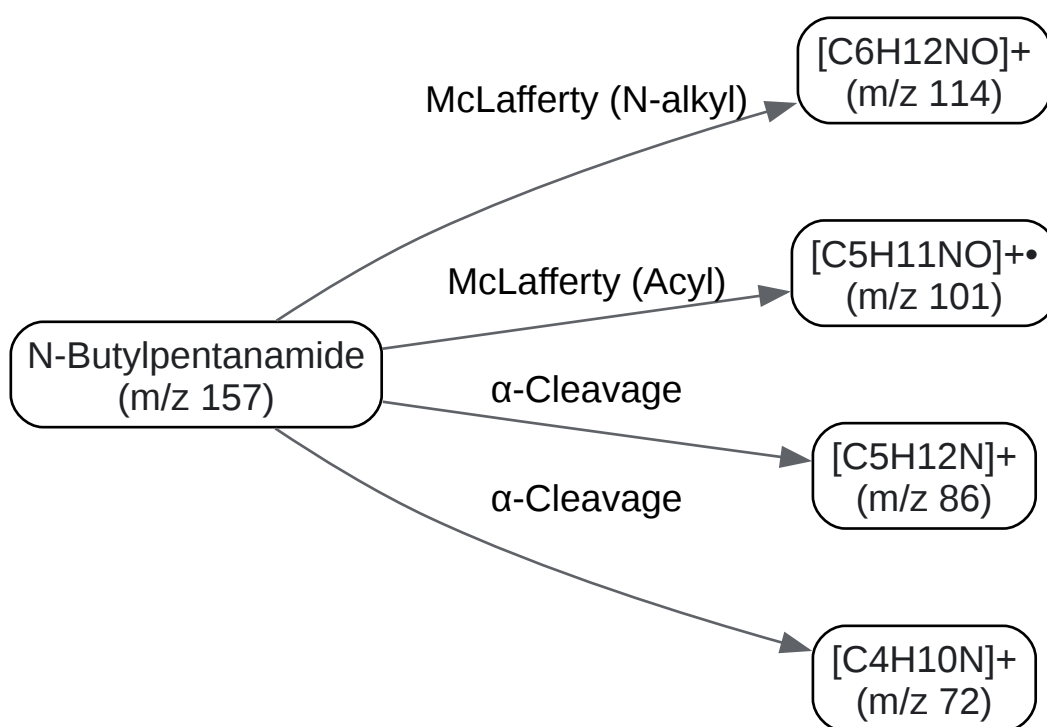 [C6H12NO]+
(m/z 114)
McLafferty (N-alkyl)
[C5H11NO]+•
(m/z 101)
McLafferty (Acyl)
N-Butylpentanamide
(m/z 157)
α-Cleavage
[C5H12N]+
(m/z 86)
α-Cleavage
[C4H10N]+
(m/z 72)